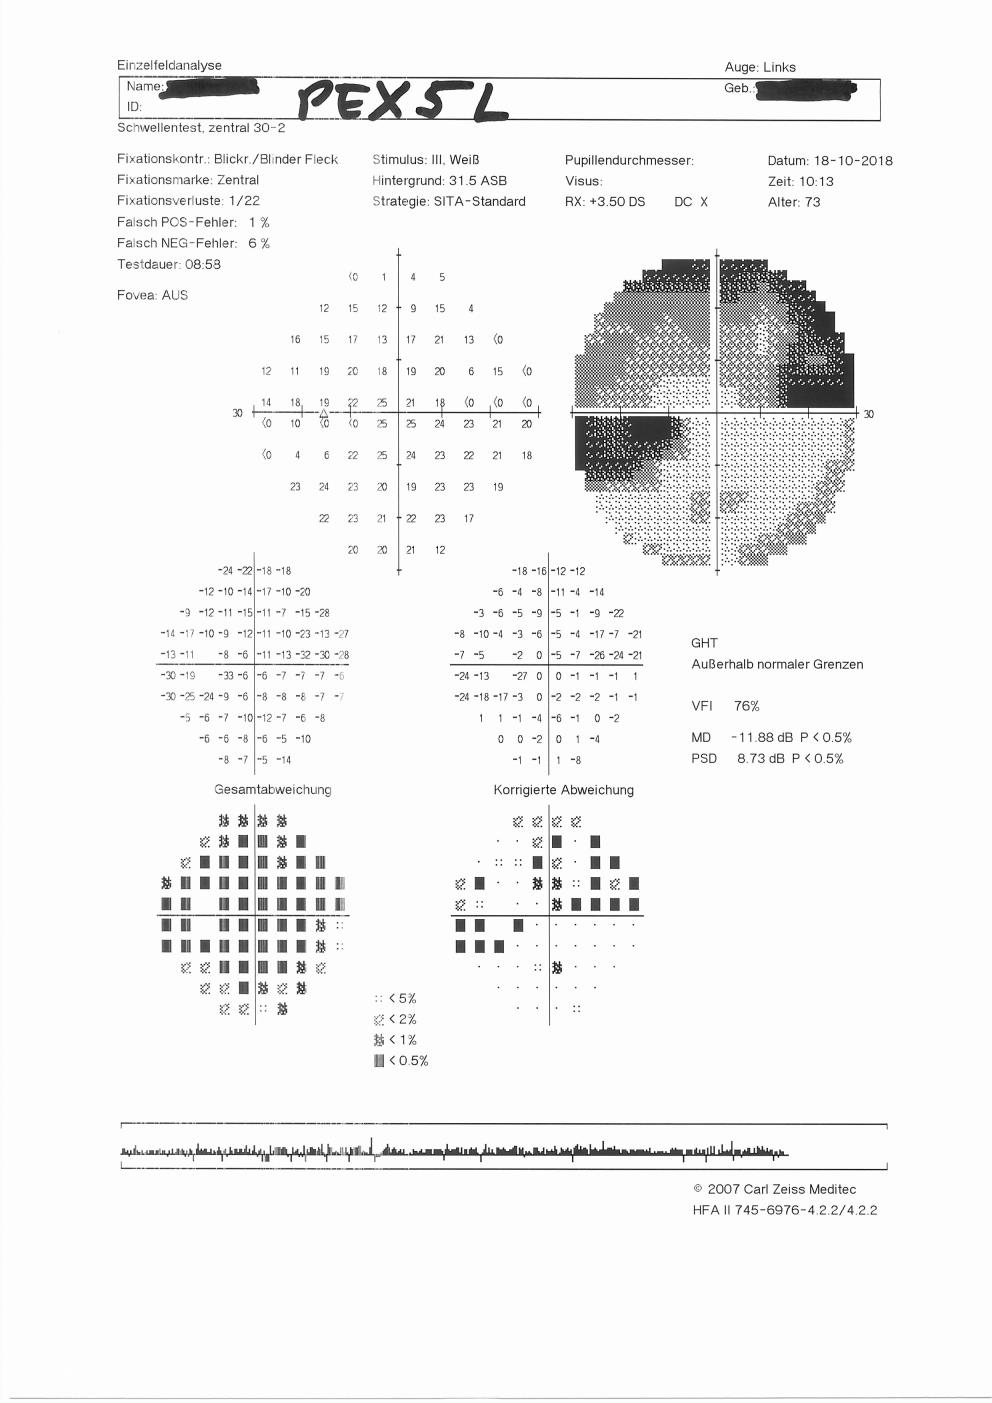 Einzelfeldanalyse Auge: Links
Name: PEX 5 L Geb.:
ID:
Schwellentest, zentral 30-2
Fixationskontr.: Blickr./Blinder Fleck Stimulus: III, Weiß Pupillendurchmesser: Datum: 18-10-2018
Fixationsmarke: Zentral Hintergrund: 31.5 ASB Visus: Zeit: 10:13
Fixationsverluste: 1/22 Strategie: SITA-Standard RX: +3.50 DS DC X Alter: 73
Falsch POS-Fehler: 1 %
Falsch NEG-Fehler: 6 %
Testdauer: 08:58
Fovea: AUS
<0 1 4 5
12 15 12 9 15 4
16 15 17 13 17 21 13 <0
12 11 19 20 18 19 20 6 15 <0
14 18 19 22 25 21 18 <0 <0 <0
30 30
<0 10 <0 <0 25 25 24 23 21 20
<0 4 6 22 25 24 23 22 21 18
23 24 23 20 19 23 23 19
22 23 21 22 23 17
20 20 21 12
-24 -22 -18 -18 -18 -16 -12 -12
-12 -10 -14 -17 -10 -20 -6 -4 -8 -11 -4 -14
-9 -12 -11 -15 -11 -7 -15 -28 -3 -6 -5 -9 -5 -1 -9 -22
-14 -17 -10 -9 -12 -11 -10 -23 -13 -27 -8 -10 -4 -3 -6 -5 -4 -17 -7 -21
-13 -11 -8 -6 -11 -13 -32 -30 -28 -7 -5 -2 0 -5 -7 -26 -24 -21
-30 -19 -33 -6 -6 -7 -7 -7 -6 -24 -13 -27 0 0 -1 -1 -1 1
-30 -25 -24 -9 -6 -8 -8 -8 -7 -7 -24 -18 -17 -3 0 -2 -2 -2 -1 -1
-5 -6 -7 -10 -12 -7 -6 -8 1 1 -1 -4 -6 -1 0 -2
-6 -6 -8 -6 -5 -10 0 0 -2 0 1 -4
-8 -7 -5 -14 -1 -1 1 -8
GHT
Außerhalb normaler Grenzen
VFI 76%
MD -11.88 dB P < 0.5%
PSD 8.73 dB P < 0.5%
Gesamtabweichung Korrigierte Abweichung
< 5%
< 2%
< 1%
< 0.5%
© 2007 Carl Zeiss Meditec
HFA II 745-6976-4.2.2/4.2.2